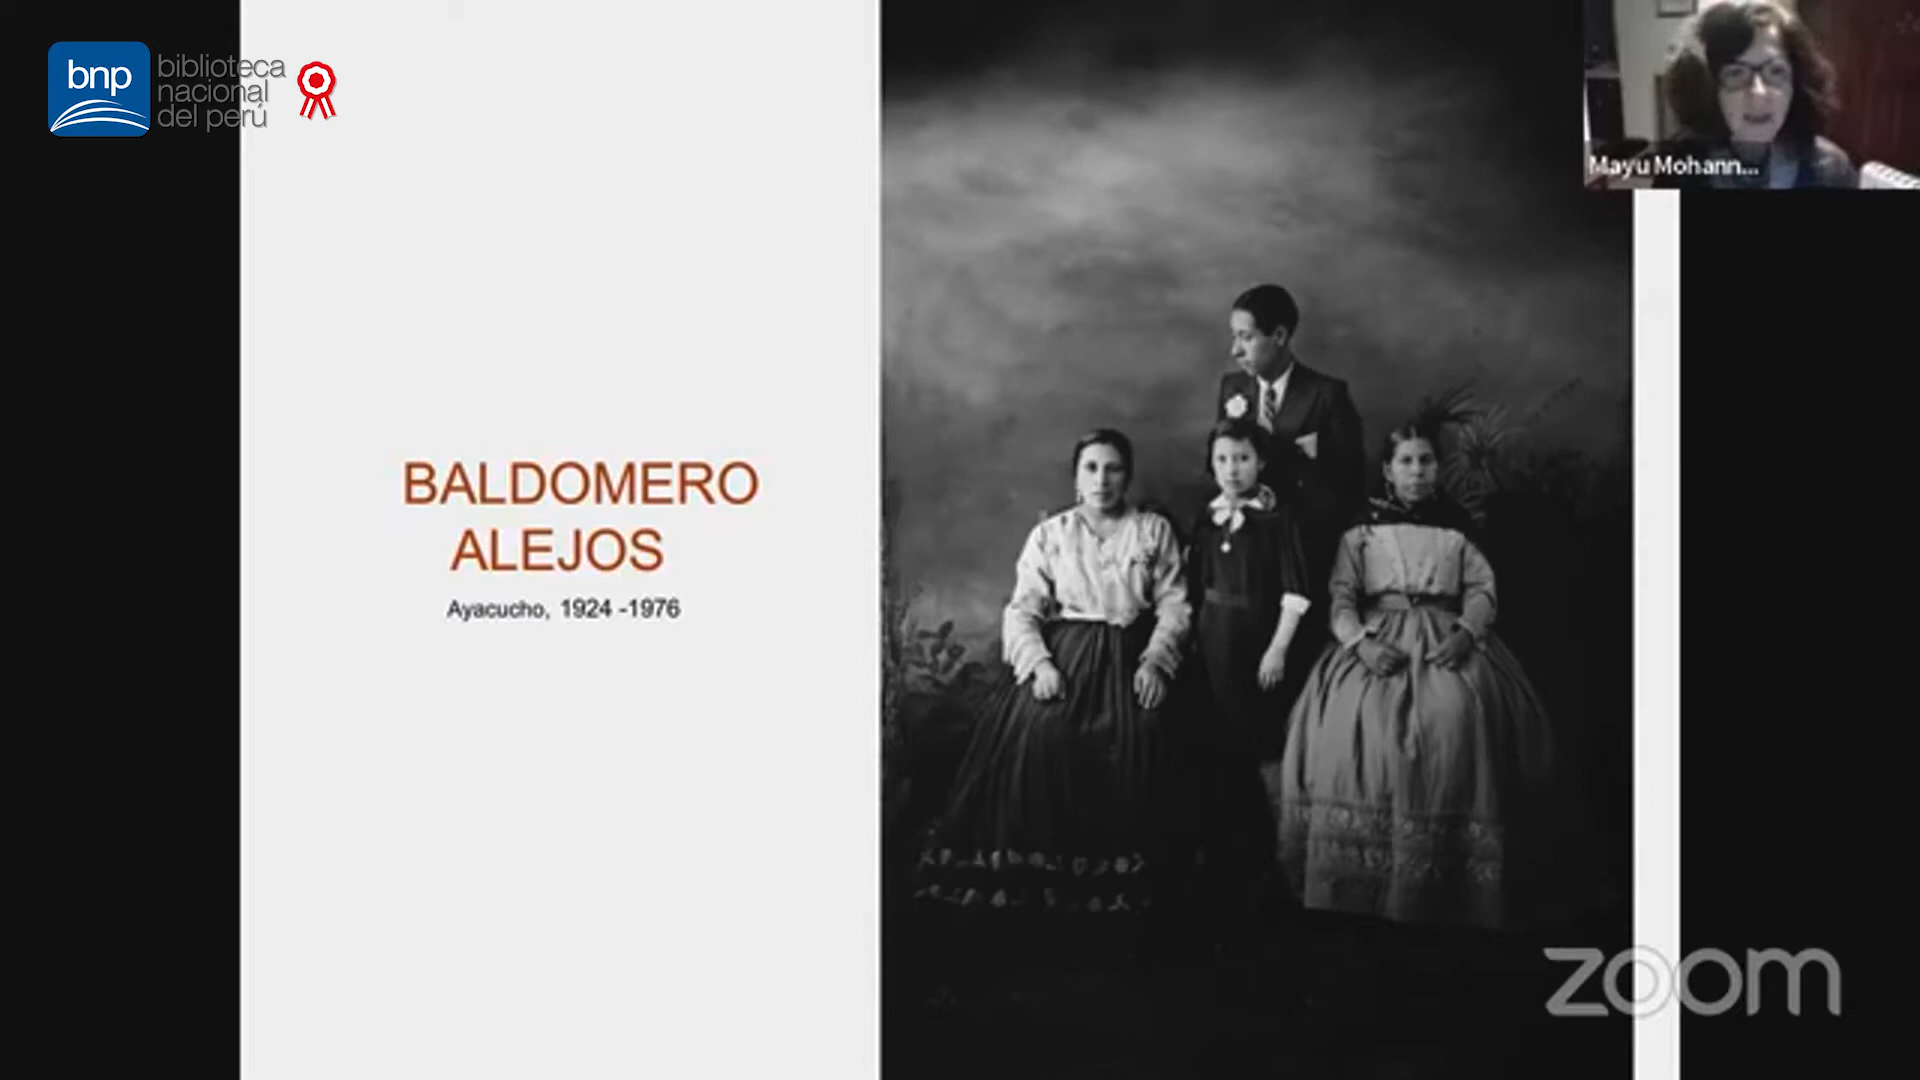 bnp
biblioteca
nacional
del perú
Mayu Mohann...
BALDOMERO
ALEJOS
Ayacucho, 1924 -1976
zoom